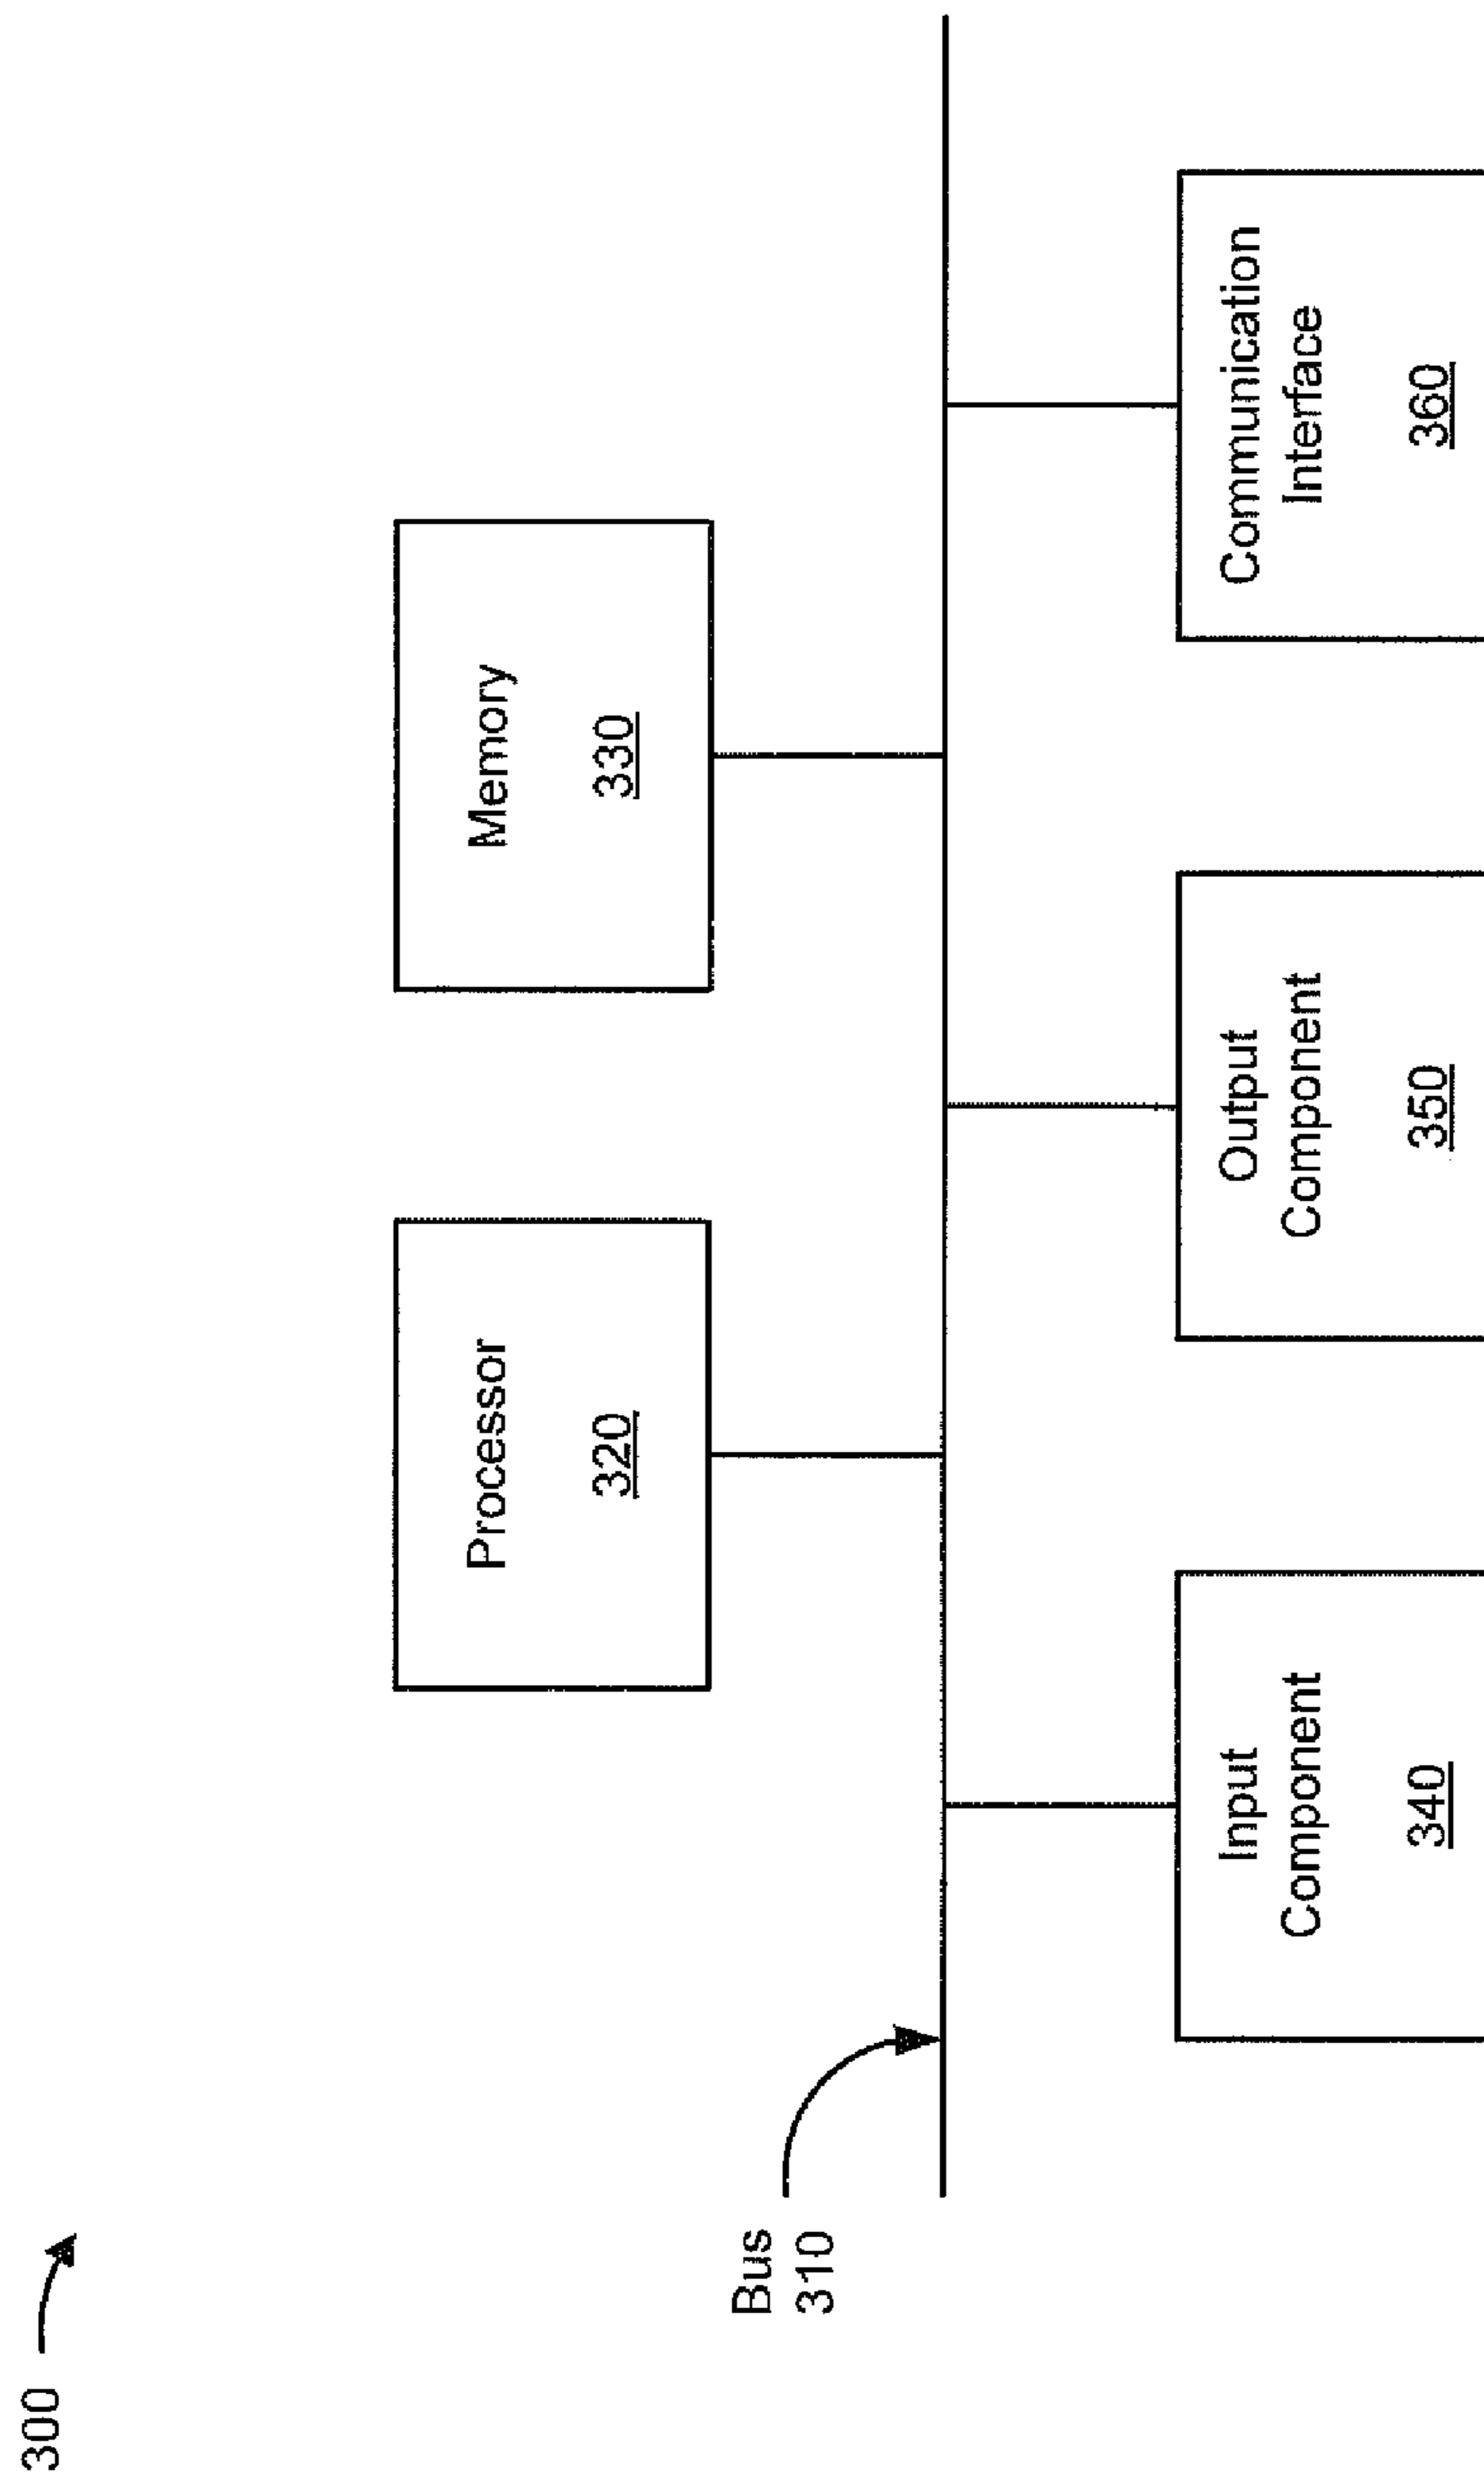 300
Processor
320
Memory
330
Bus
310
Input
Component
340
Output
Component
350
Communication
Interface
360